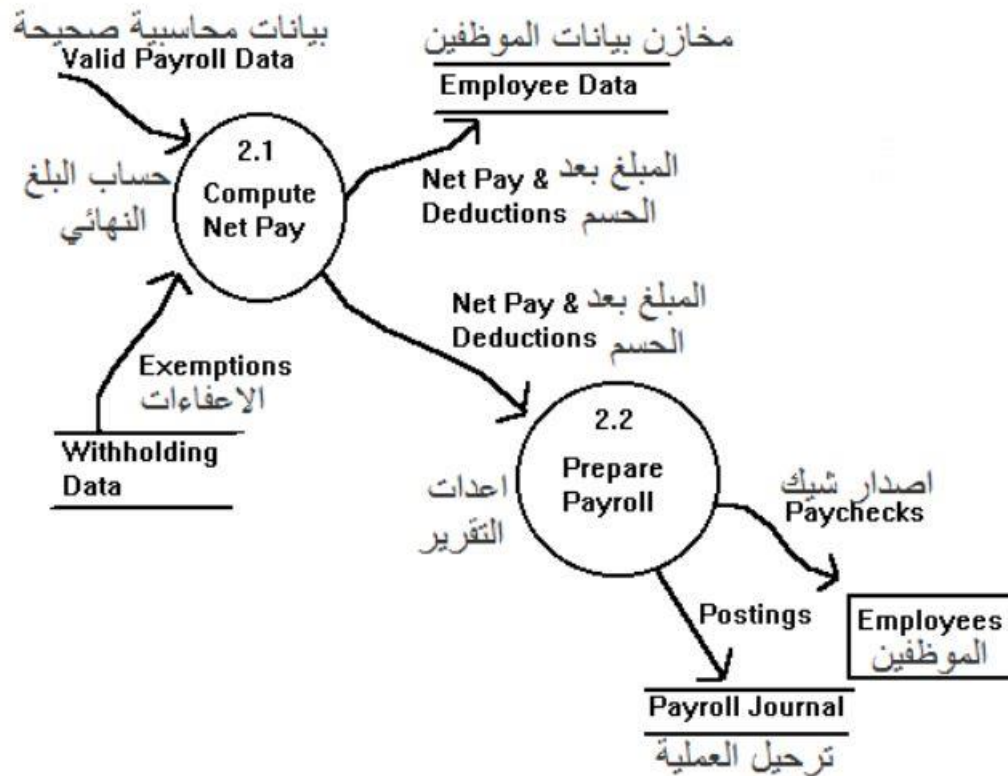 بيانات محاسبية صحيحة
Valid Payroll Data
مخازن بيانات الموظفين
Employee Data
2.1
Compute
Net Pay
حساب البلغ
النهائي
Net Pay & المبلغ بعد
Deductions الحسم
Net Pay & المبلغ بعد
Deductions الحسم
Exemptions
الاعفاءات
Withholding
Data
2.2
Prepare
Payroll
اعدات
التقرير
اصدار شيك
Paychecks
Postings
Employees
الموظفين
Payroll Journal
ترحيل العملية